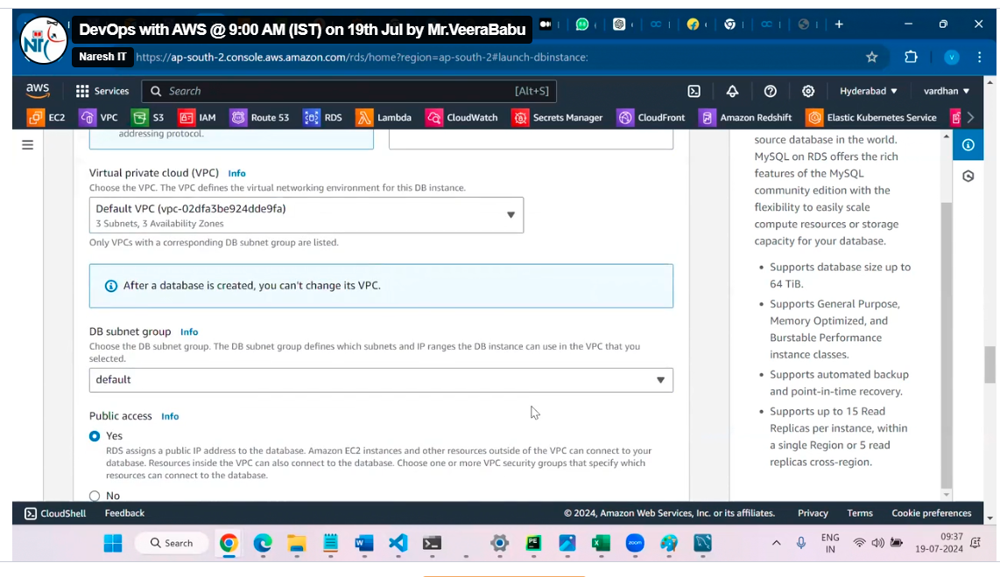 DevOps with AWS @ 9:00 AM (IST) on 19th Jul by Mr.VeeraBabu
Naresh IT
https://ap-south-2.console.aws.amazon.com/rds/home?region=ap-south-2#launch-dbinstance:
aws
Services
Search
[Alt+S]
Hyderabad
vardhan
EC2
VPC
S3
IAM
Route 53
RDS
Lambda
CloudWatch
Secrets Manager
CloudFront
Amazon Redshift
Elastic Kubernetes Service
addressing protocol.
Virtual private cloud (VPC) Info
Choose the VPC. The VPC defines the virtual networking environment for this DB instance.
Default VPC (vpc-02dfa3be924dde9fa)
3 Subnets, 3 Availability Zones
Only VPCs with a corresponding DB subnet group are listed.
After a database is created, you can't change its VPC.
DB subnet group Info
Choose the DB subnet group. The DB subnet group defines which subnets and IP ranges the DB instance can use in the VPC that you
selected.
default
Public access Info
Yes
RDS assigns a public IP address to the database. Amazon EC2 instances and other resources outside of the VPC can connect to your
database. Resources inside the VPC can also connect to the database. Choose one or more VPC security groups that specify which
resources can connect to the database.
No
source database in the world.
MySQL on RDS offers the rich
features of the MySQL
community edition with the
flexibility to easily scale
compute resources or storage
capacity for your database.
• Supports database size up to
64 TiB.
• Supports General Purpose,
Memory Optimized, and
Burstable Performance
instance classes.
• Supports automated backup
and point-in-time recovery.
• Supports up to 15 Read
Replicas per instance, within
a single Region or 5 read
replicas cross-region.
CloudShell
Feedback
© 2024, Amazon Web Services, Inc. or its affiliates.
Privacy
Terms
Cookie preferences
Search
ENG
IN
09:37
19-07-2024